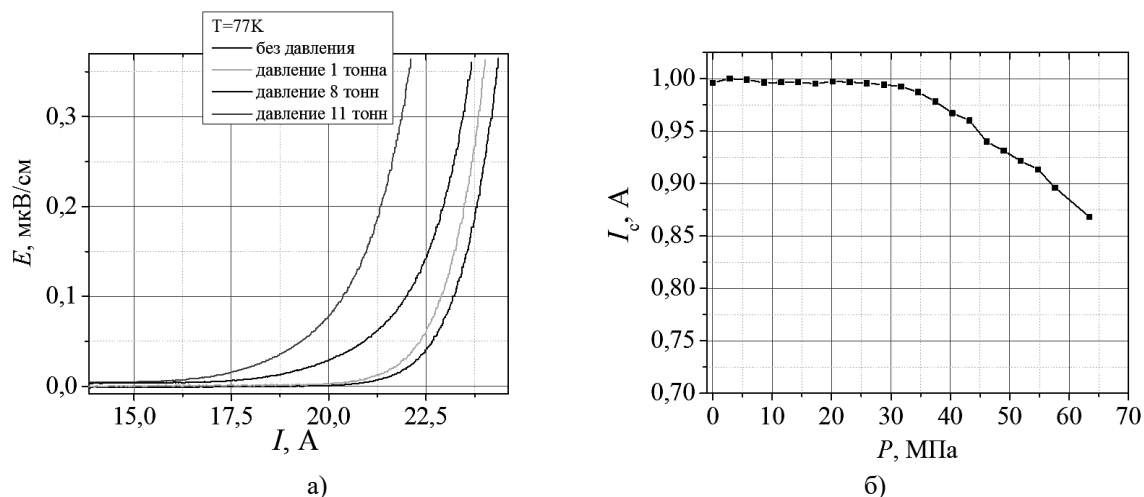 T=77K
без давления
давление 1 тонна
давление 8 тонн
давление 11 тонн
0,3
0,2
0,1
0,0
E, мкВ/см
15,0 17,5 20,0 22,5
I, А
а)
1,00
0,95
0,90
0,85
0,80
0,75
0,70
Ic, А
0 10 20 30 40 50 60 70
P, МПа
б)